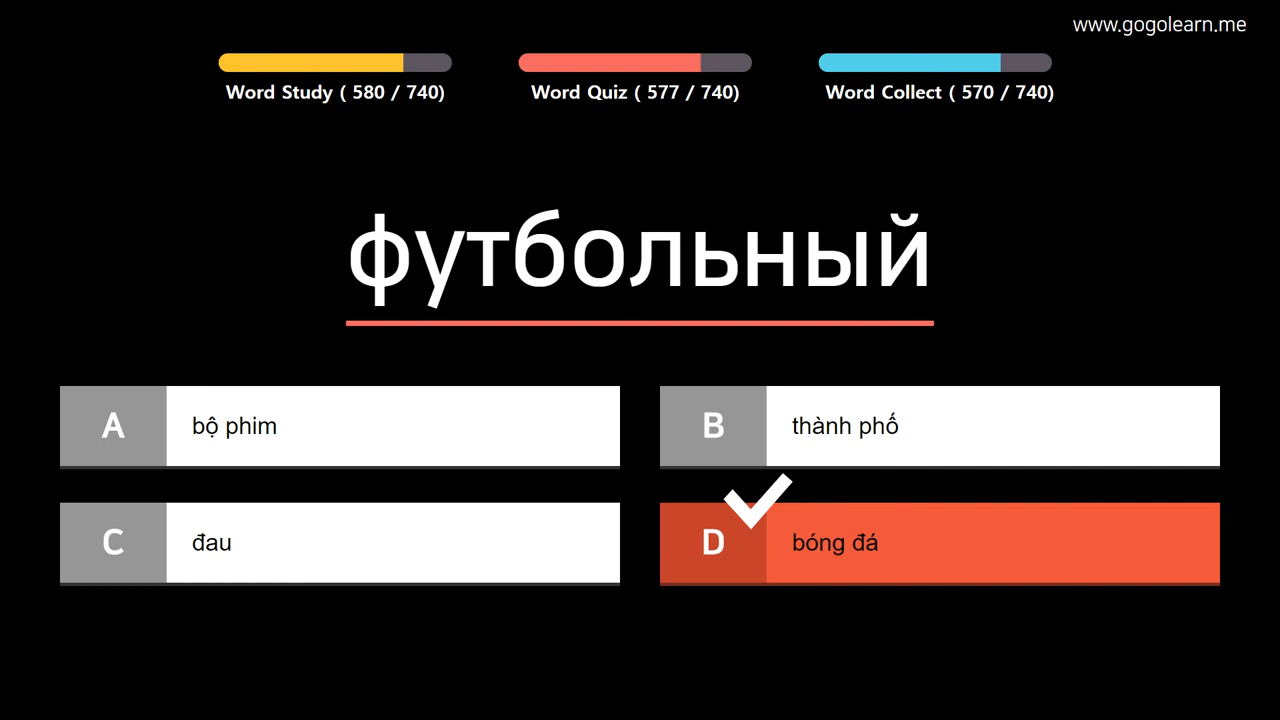 www.gogolearn.me
Word Study ( 580 / 740)
Word Quiz ( 577 / 740)
Word Collect ( 570 / 740)
футбольный
A bộ phim
B thành phố
C đau
D bóng đá